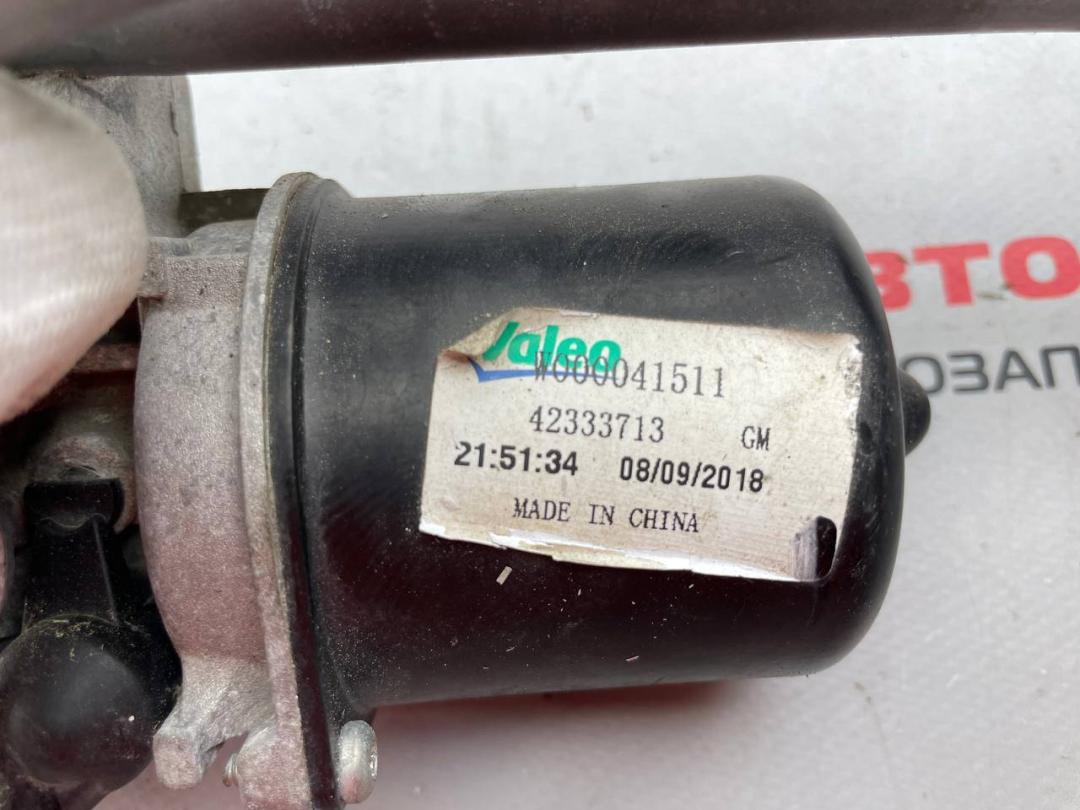 Valeo
W000041511
42333713 GM
21:51:34 08/09/2018
MADE IN CHINA
ВТО
ОЗАП